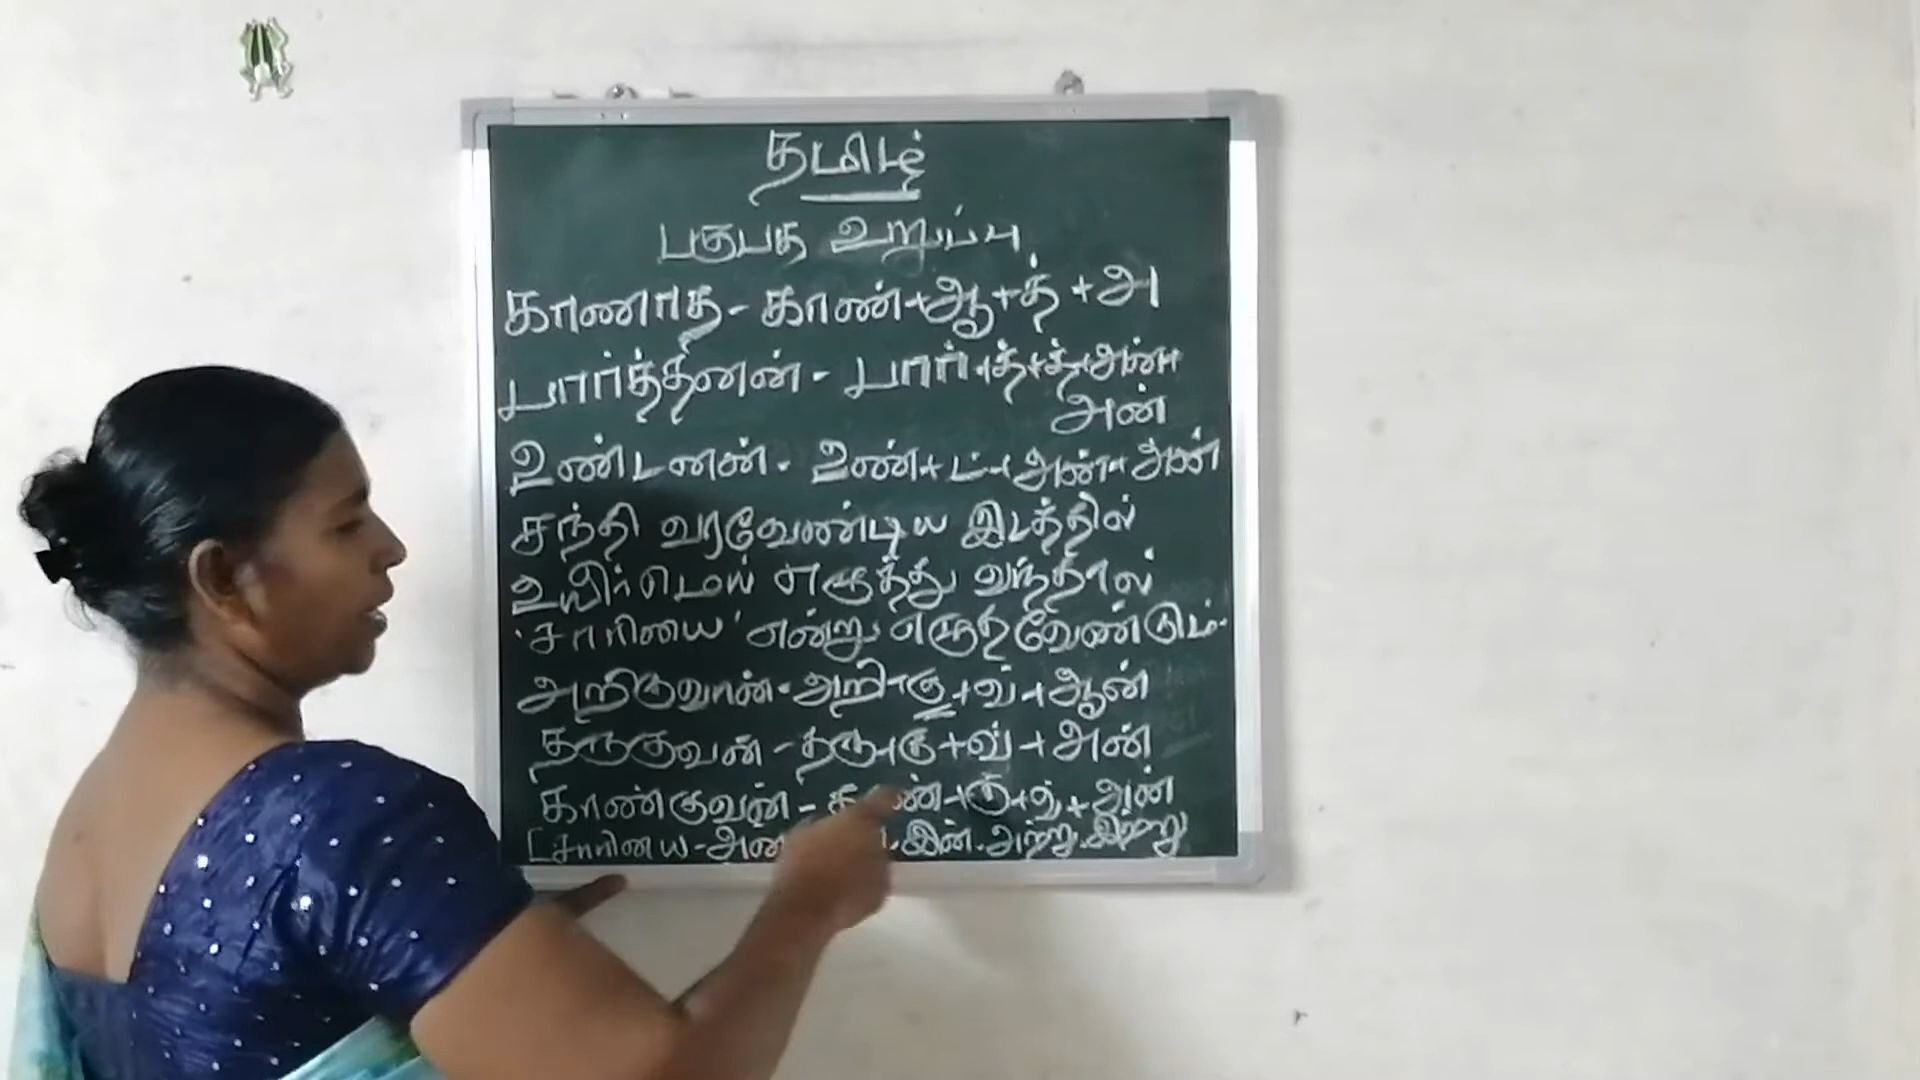 தமிழ்
பகுபத உறுப்பு
காணாத - காண்+ஆ+த்+அ
பார்த்தனன் - பார்+த்+த்+அன்+
அன்
உண்டனன் - உண்+ட்+அன்+அன்
சந்தி வரவேண்டிய இடத்தில்
உயிர்மெய் எழுத்து வந்தால்
'சாரியை' என்று எழுதவேண்டும்.
அறிகுவான் - அறி+கு+வ்+ஆன்
தருகுவன் - தரு+கு+வ்+அன்
காண்குவன் - காண்+கு+வ்+அன்
[சாரியை - அன் . இன் . அற்று . இற்று